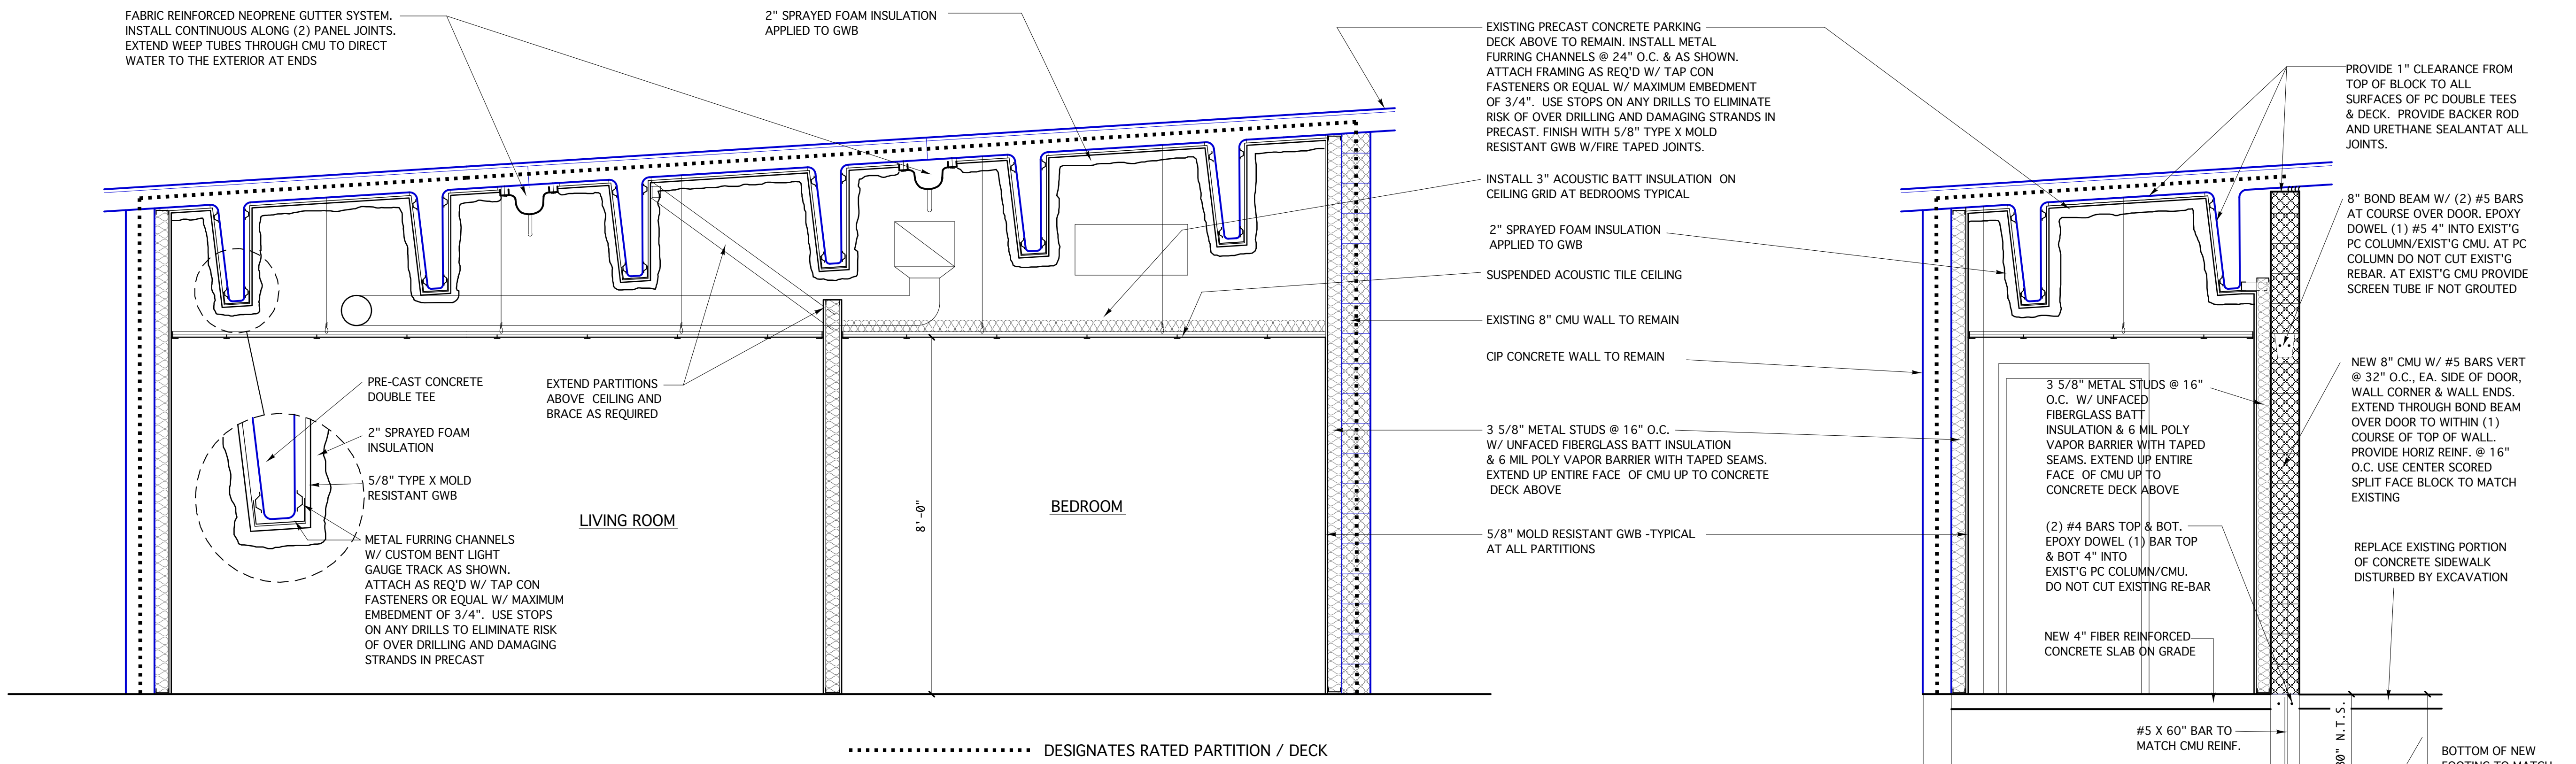 FABRIC REINFORCED NEOPRENE GUTTER SYSTEM.
INSTALL CONTINUOUS ALONG (2) PANEL JOINTS.
EXTEND WEEP TUBES THROUGH CMU TO DIRECT
WATER TO THE EXTERIOR AT ENDS
2" SPRAYED FOAM INSULATION
APPLIED TO GWB
EXISTING PRECAST CONCRETE PARKING
DECK ABOVE TO REMAIN. INSTALL METAL
FURRING CHANNELS @ 24" O.C. & AS SHOWN.
ATTACH FRAMING AS REQ'D W/ TAP CON
FASTENERS OR EQUAL W/ MAXIMUM EMBEDMENT
OF 3/4".  USE STOPS ON ANY DRILLS TO ELIMINATE
RISK OF OVER DRILLING AND DAMAGING STRANDS IN
PRECAST. FINISH WITH 5/8" TYPE X MOLD
RESISTANT GWB W/FIRE TAPED JOINTS.
INSTALL 3" ACOUSTIC BATT INSULATION  ON
CEILING GRID AT BEDROOMS TYPICAL
2" SPRAYED FOAM INSULATION
APPLIED TO GWB
SUSPENDED ACOUSTIC TILE CEILING
EXISTING 8" CMU WALL TO REMAIN
CIP CONCRETE WALL TO REMAIN
3 5/8" METAL STUDS @ 16" O.C.
W/ UNFACED FIBERGLASS BATT INSULATION
& 6 MIL POLY VAPOR BARRIER WITH TAPED SEAMS.
EXTEND UP ENTIRE FACE  OF CMU UP TO CONCRETE
DECK ABOVE
5/8" MOLD RESISTANT GWB -TYPICAL
AT ALL PARTITIONS
PRE-CAST CONCRETE
DOUBLE TEE
2" SPRAYED FOAM
INSULATION
5/8" TYPE X MOLD
RESISTANT GWB
METAL FURRING CHANNELS
W/ CUSTOM BENT LIGHT
GAUGE TRACK AS SHOWN.
ATTACH AS REQ'D W/ TAP CON
FASTENERS OR EQUAL W/ MAXIMUM
EMBEDMENT OF 3/4".  USE STOPS
ON ANY DRILLS TO ELIMINATE RISK
OF OVER DRILLING AND DAMAGING
STRANDS IN PRECAST
EXTEND PARTITIONS
ABOVE  CEILING AND
BRACE AS REQUIRED
LIVING ROOM
8'-0"
BEDROOM
DESIGNATES RATED PARTITION / DECK
PROVIDE 1" CLEARANCE FROM
TOP OF BLOCK TO ALL
SURFACES OF PC DOUBLE TEES
& DECK.  PROVIDE BACKER ROD
AND URETHANE SEALANTAT ALL
JOINTS.
8" BOND BEAM W/ (2) #5 BARS
AT COURSE OVER DOOR. EPOXY
DOWEL (1) #5 4" INTO EXIST'G
PC COLUMN/EXIST'G CMU. AT PC
COLUMN DO NOT CUT EXIST'G
REBAR. AT EXIST'G CMU PROVIDE
SCREEN TUBE IF NOT GROUTED
NEW 8" CMU W/ #5 BARS VERT
@ 32" O.C., EA. SIDE OF DOOR,
WALL CORNER & WALL ENDS.
EXTEND THROUGH BOND BEAM
OVER DOOR TO WITHIN (1)
COURSE OF TOP OF WALL.
PROVIDE HORIZ REINF. @ 16"
O.C. USE CENTER SCORED
SPLIT FACE BLOCK TO MATCH
EXISTING
3 5/8" METAL STUDS @ 16"
O.C.  W/ UNFACED
FIBERGLASS BATT
INSULATION & 6 MIL POLY
VAPOR BARRIER WITH TAPED
SEAMS. EXTEND UP ENTIRE
FACE  OF CMU UP TO
CONCRETE DECK ABOVE
(2) #4 BARS TOP & BOT.
EPOXY DOWEL (1) BAR TOP
& BOT 4" INTO
EXIST'G PC COLUMN/CMU.
DO NOT CUT EXISTING RE-BAR
NEW 4" FIBER REINFORCED
CONCRETE SLAB ON GRADE
REPLACE EXISTING PORTION
OF CONCRETE SIDEWALK
DISTURBED BY EXCAVATION
#5 X 60" BAR TO
MATCH CMU REINF.
30" N.T.S.
BOTTOM OF NEW
FOOTING TO MATCH